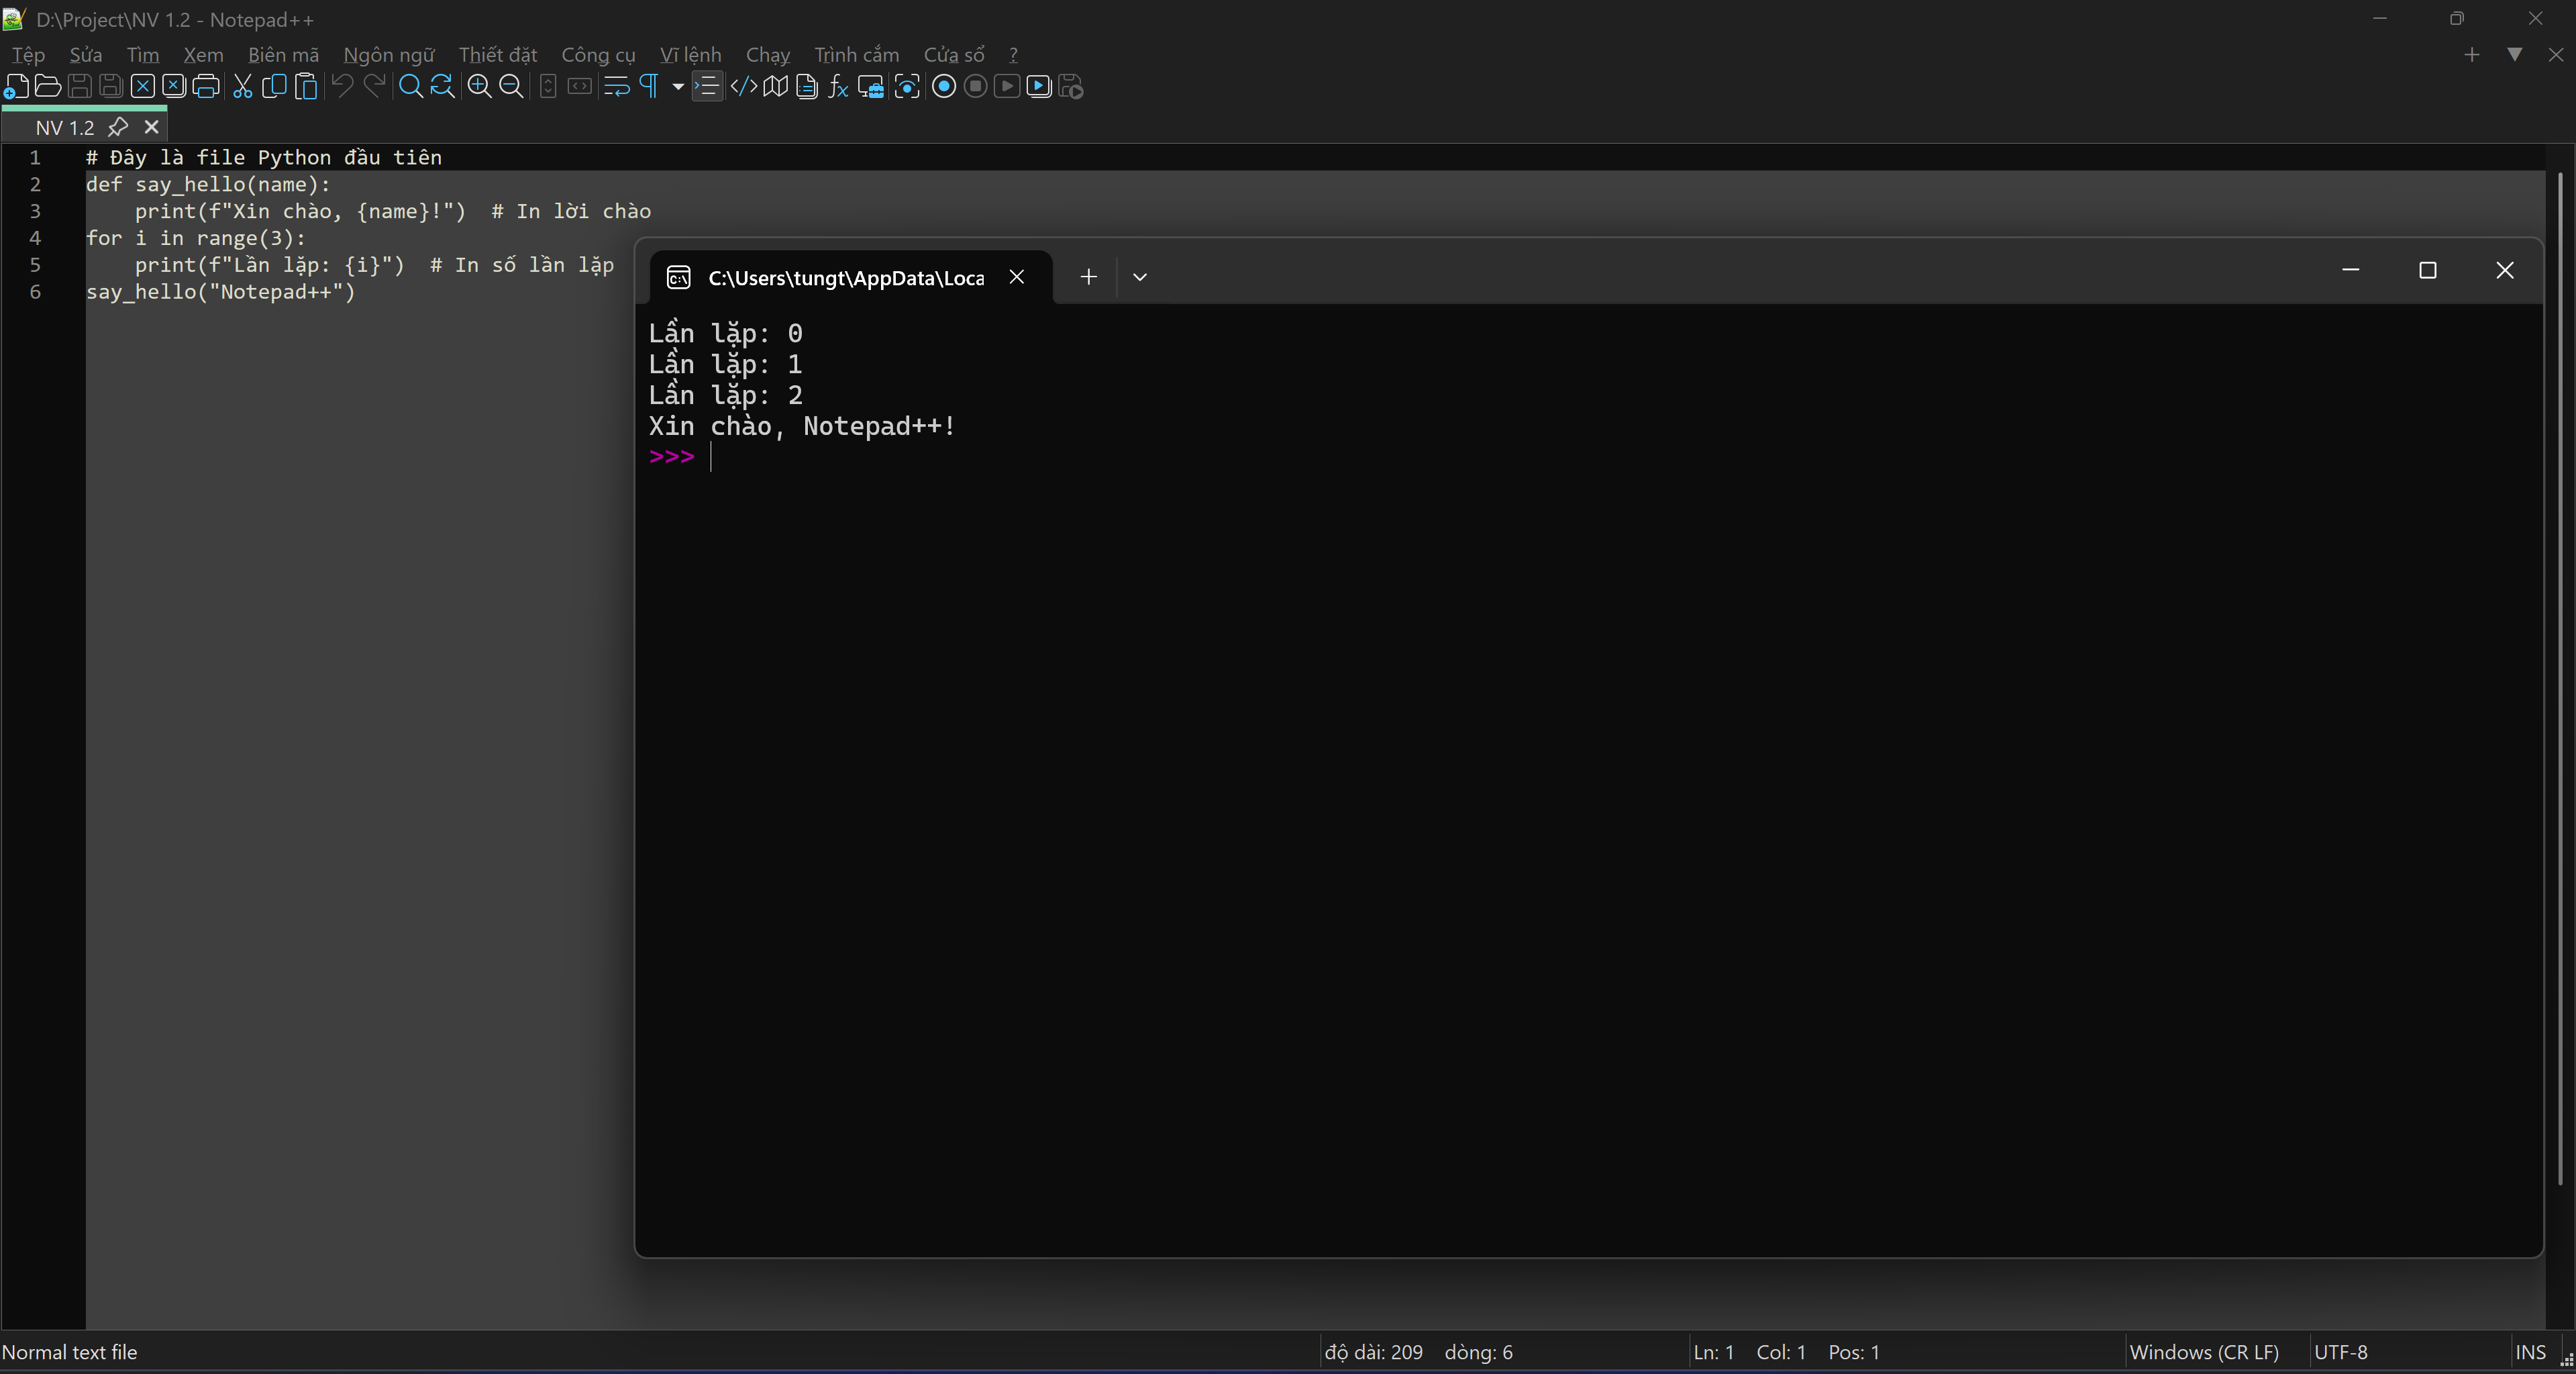 D:\Project\NV 1.2 - Notepad++
Tệp Sửa Tìm Xem Biên mã Ngôn ngữ Thiết đặt Công cụ Vĩ lệnh Chạy Trình cắm Cửa sổ ?
NV 1.2
1 # Đây là file Python đầu tiên
2 def say_hello(name):
3     print(f"Xin chào, {name}!")  # In lời chào
4 for i in range(3):
5     print(f"Lần lặp: {i}")  # In số lần lặp
6 say_hello("Notepad++")
C:\Users\tungt\AppData\Loca
Lần lặp: 0
Lần lặp: 1
Lần lặp: 2
Xin chào, Notepad++!
>>>
Normal text file độ dài: 209 dòng: 6 Ln: 1 Col: 1 Pos: 1 Windows (CR LF) UTF-8 INS